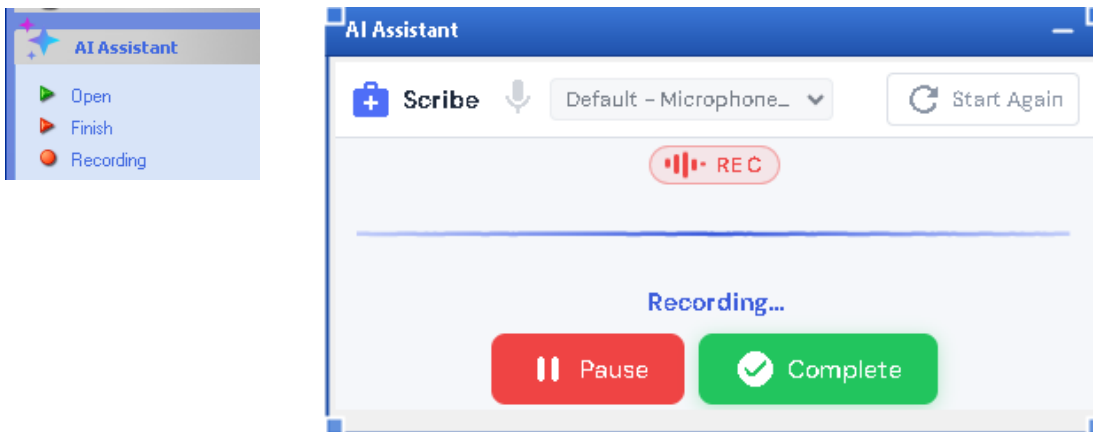 AI Assistant
Open
Finish
Recording
AI Assistant
Scribe
Default - Microphone_
Start Again
REC
Recording...
Pause
Complete